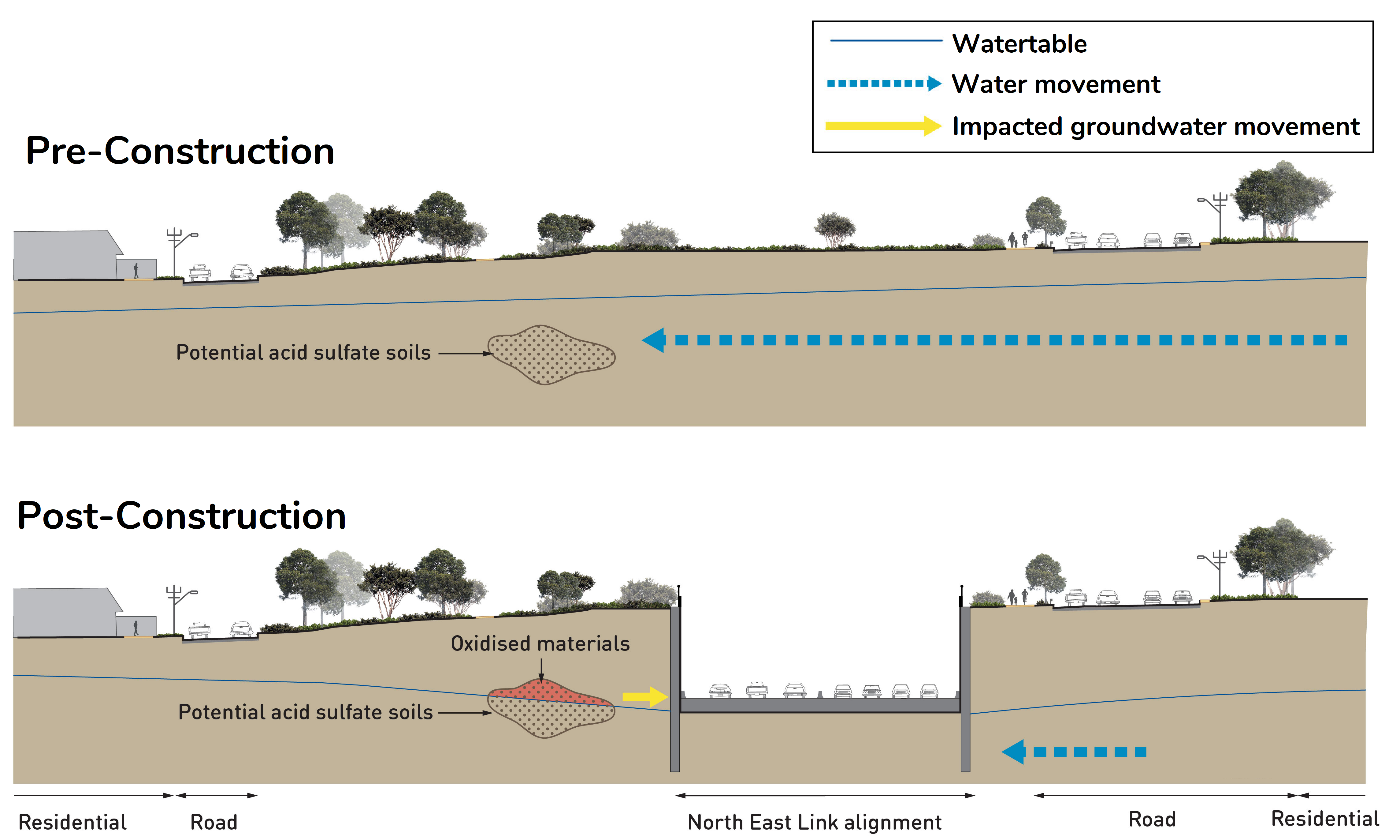 Watertable
Water movement
Impacted groundwater movement
Pre-Construction
Potential acid sulfate soils
Post-Construction
Oxidised materials
Potential acid sulfate soils
Residential
Road
North East Link alignment
Road
Residential